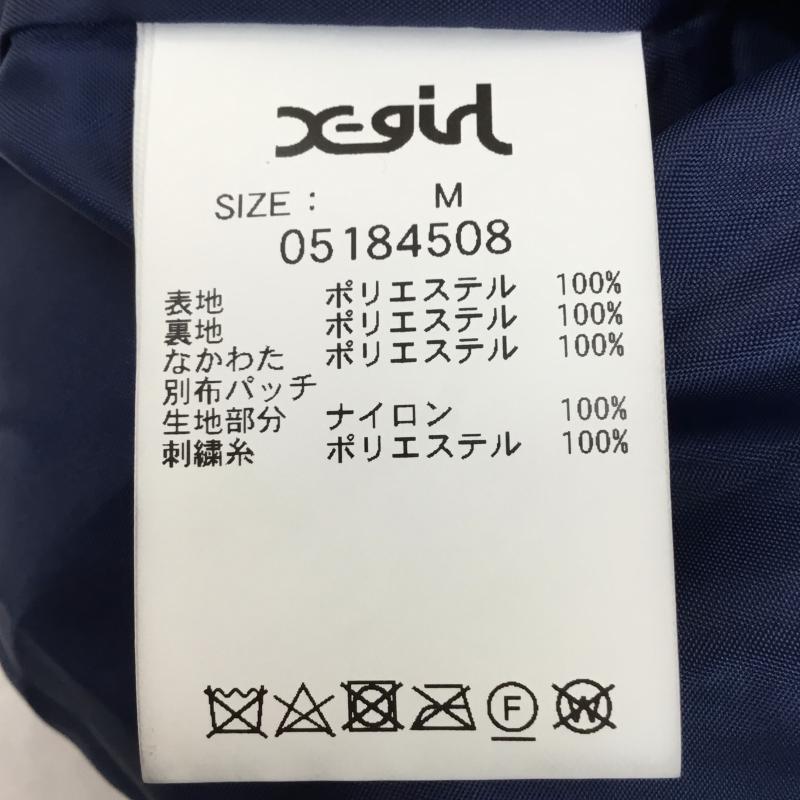 X-girl
SIZE : M
05184508
表地 ポリエステル 100%
裏地 ポリエステル 100%
なかわた ポリエステル 100%
別布パッチ
生地部分 ナイロン 100%
刺繍糸 ポリエステル 100%
F W